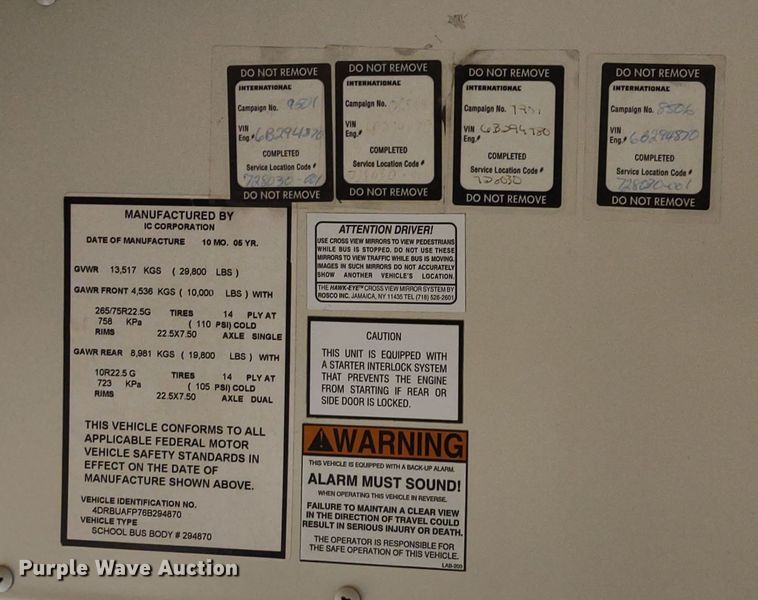 DO NOT REMOVE
INTERNATIONAL
Campaign No. 9501
VIN
Eng.# 6B294870
COMPLETED
Service Location Code #
728030-001
DO NOT REMOVE
DO NOT REMOVE
INTERNATIONAL
Campaign No.
VIN
Eng.#
COMPLETED
Service Location Code #
DO NOT REMOVE
DO NOT REMOVE
INTERNATIONAL
Campaign No.
VIN
Eng.#
COMPLETED
Service Location Code #
728030
DO NOT REMOVE
DO NOT REMOVE
INTERNATIONAL
Campaign No. 8506
VIN
Eng.# 6B294870
COMPLETED
Service Location Code #
728030-001
DO NOT REMOVE
MANUFACTURED BY
IC CORPORATION
DATE OF MANUFACTURE 10 MO. 05 YR.
GVWR 13,517 KGS ( 29,800 LBS )
GAWR FRONT 4,536 KGS ( 10,000 LBS ) WITH
265/75R22.5G TIRES 14 PLY AT
758 KPa ( 110 PSI) COLD
RIMS 22.5X7.50 AXLE SINGLE
GAWR REAR 8,981 KGS ( 19,800 LBS ) WITH
10R22.5 G TIRES 14 PLY AT
723 KPa ( 105 PSI) COLD
RIMS 22.5X7.50 AXLE DUAL
THIS VEHICLE CONFORMS TO ALL
APPLICABLE FEDERAL MOTOR
VEHICLE SAFETY STANDARDS IN
EFFECT ON THE DATE OF
MANUFACTURE SHOWN ABOVE.
VEHICLE IDENTIFICATION NO.
4DRBUAFP76B294870
VEHICLE TYPE
SCHOOL BUS BODY # 294870
ATTENTION DRIVER!
USE CROSS VIEW MIRRORS TO VIEW PEDESTRIANS
WHILE BUS IS STOPPED. DO NOT USE THESE
MIRRORS TO VIEW TRAFFIC WHILE BUS IS MOVING.
IMAGES IN SUCH MIRRORS DO NOT ACCURATELY
SHOW ANOTHER VEHICLE'S LOCATION.
THE HAWK-EYE™ CROSS VIEW MIRROR SYSTEM BY
ROSCO INC. JAMAICA, NY 11435 TEL (718) 526-2601
CAUTION
THIS UNIT IS EQUIPPED WITH
A STARTER INTERLOCK SYSTEM
THAT PREVENTS THE ENGINE
FROM STARTING IF REAR OR
SIDE DOOR IS LOCKED.
WARNING
THIS VEHICLE IS EQUIPPED WITH A BACK-UP ALARM.
ALARM MUST SOUND!
WHEN OPERATING THIS VEHICLE IN REVERSE.
FAILURE TO MAINTAIN A CLEAR VIEW
IN THE DIRECTION OF TRAVEL COULD
RESULT IN SERIOUS INJURY OR DEATH.
THE OPERATOR IS RESPONSIBLE FOR
THE SAFE OPERATION OF THIS VEHICLE.
LAB-200
Purple Wave Auction